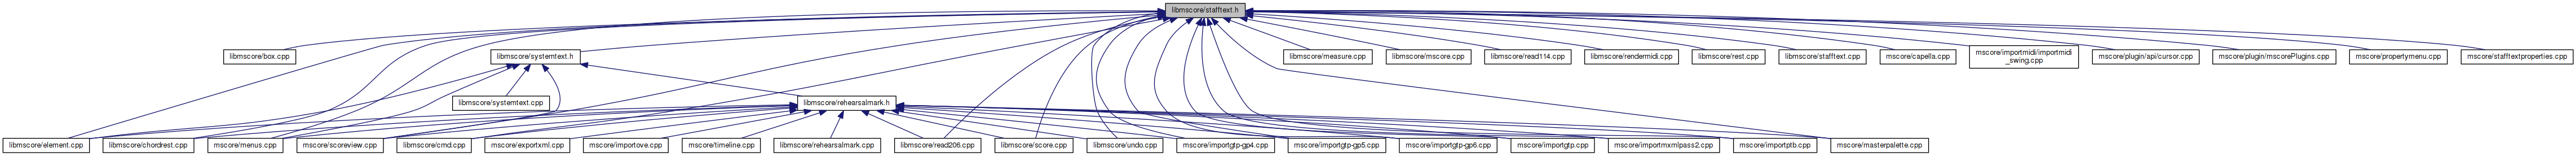 libmscore/stafftext.h
libmscore/box.cpp
libmscore/systemtext.h
libmscore/measure.cpp
libmscore/mscore.cpp
libmscore/read114.cpp
libmscore/rendermidi.cpp
libmscore/rest.cpp
libmscore/stafftext.cpp
mscore/capella.cpp
mscore/importmidi/importmidi
_swing.cpp
mscore/plugin/api/cursor.cpp
mscore/plugin/mscorePlugins.cpp
mscore/propertymenu.cpp
mscore/stafftextproperties.cpp
libmscore/systemtext.cpp
libmscore/rehearsalmark.h
libmscore/element.cpp
libmscore/chordrest.cpp
mscore/menus.cpp
mscore/scoreview.cpp
libmscore/cmd.cpp
mscore/exportxml.cpp
mscore/importove.cpp
mscore/timeline.cpp
libmscore/rehearsalmark.cpp
libmscore/read206.cpp
libmscore/score.cpp
libmscore/undo.cpp
mscore/importgtp-gp4.cpp
mscore/importgtp-gp5.cpp
mscore/importgtp-gp6.cpp
mscore/importgtp.cpp
mscore/importmxmlpass2.cpp
mscore/importptb.cpp
mscore/masterpalette.cpp